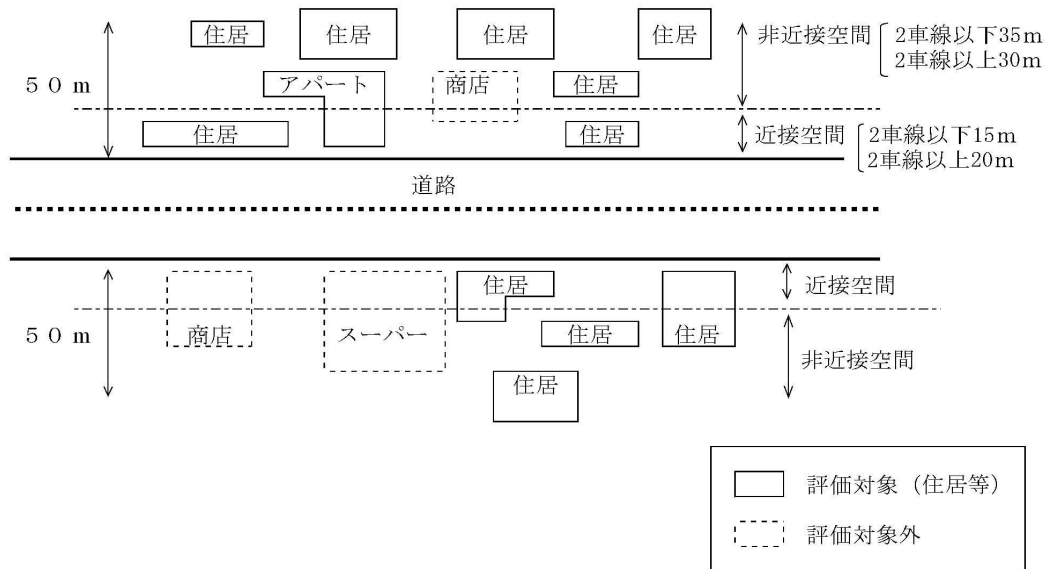 住居 住居 住居 住居
非近接空間 2車線以下35m
2車線以上30m
50m
アパート 商店 住居
住居 住居
近接空間 2車線以下15m
2車線以上20m
道路
住居
近接空間
50m
商店 スーパー 住居 住居
非近接空間
住居
評価対象（住居等）
評価対象外